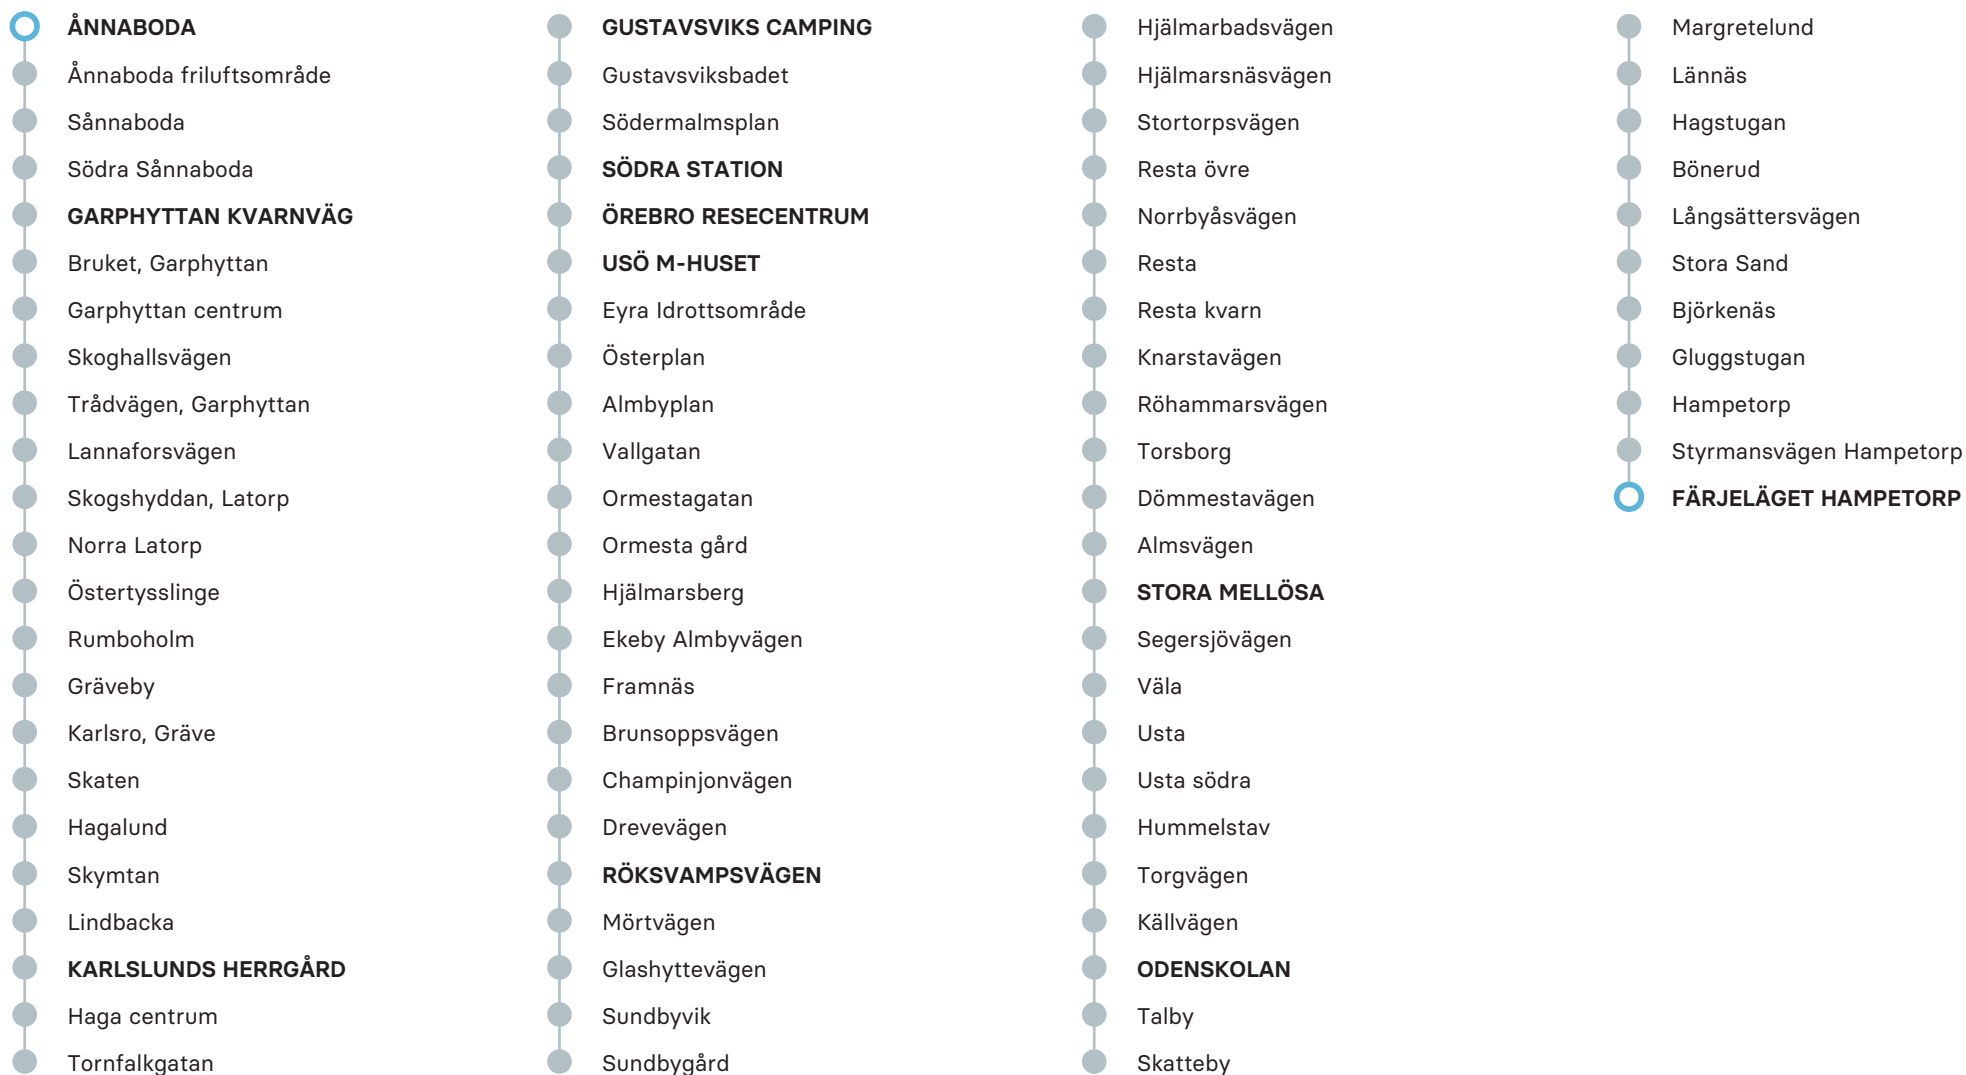 ÅNNABODA
Ånnaboda friluftsområde
Sånnaboda
Södra Sånnaboda
GARPHYTTAN KVARNVÄG
Bruket, Garphyttan
Garphyttan centrum
Skoghallsvägen
Trådvägen, Garphyttan
Lannaforsvägen
Skogshyddan, Latorp
Norra Latorp
Östertysslinge
Rumboholm
Gräveby
Karlsro, Gräve
Skaten
Hagalund
Skymtan
Lindbacka
KARLSLUNDS HERRGÅRD
Haga centrum
Tornfalkgatan
GUSTAVSVIKS CAMPING
Gustavsviksbadet
Södermalmsplan
SÖDRA STATION
ÖREBRO RESECENTRUM
USÖ M-HUSET
Eyra Idrottsområde
Österplan
Almbyplan
Vallgatan
Ormestagatan
Ormesta gård
Hjälmarsberg
Ekeby Almbyvägen
Framnäs
Brunsoppsvägen
Champinjonvägen
Drevevägen
RÖKSVAMPSVÄGEN
Mörtvägen
Glashyttevägen
Sundbyvik
Sundbygård
Hjälmarbadsvägen
Hjälmarsnäsvägen
Stortorpsvägen
Resta övre
Norrbyåsvägen
Resta
Resta kvarn
Knarstavägen
Röhammarsvägen
Torsborg
Dömmestavägen
Almsvägen
STORA MELLÖSA
Segersjövägen
Väla
Usta
Usta södra
Hummelstav
Torgvägen
Källvägen
ODENSKOLAN
Talby
Skatteby
Margretelund
Lännäs
Hagstugan
Bönerud
Långsättersvägen
Stora Sand
Björkenäs
Gluggstugan
Hampetorp
Styrmansvägen Hampetorp
FÄRJELÄGET HAMPETORP